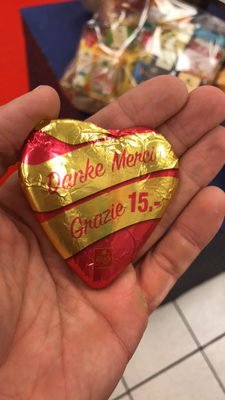 Danke Merci
Grazie 15.-